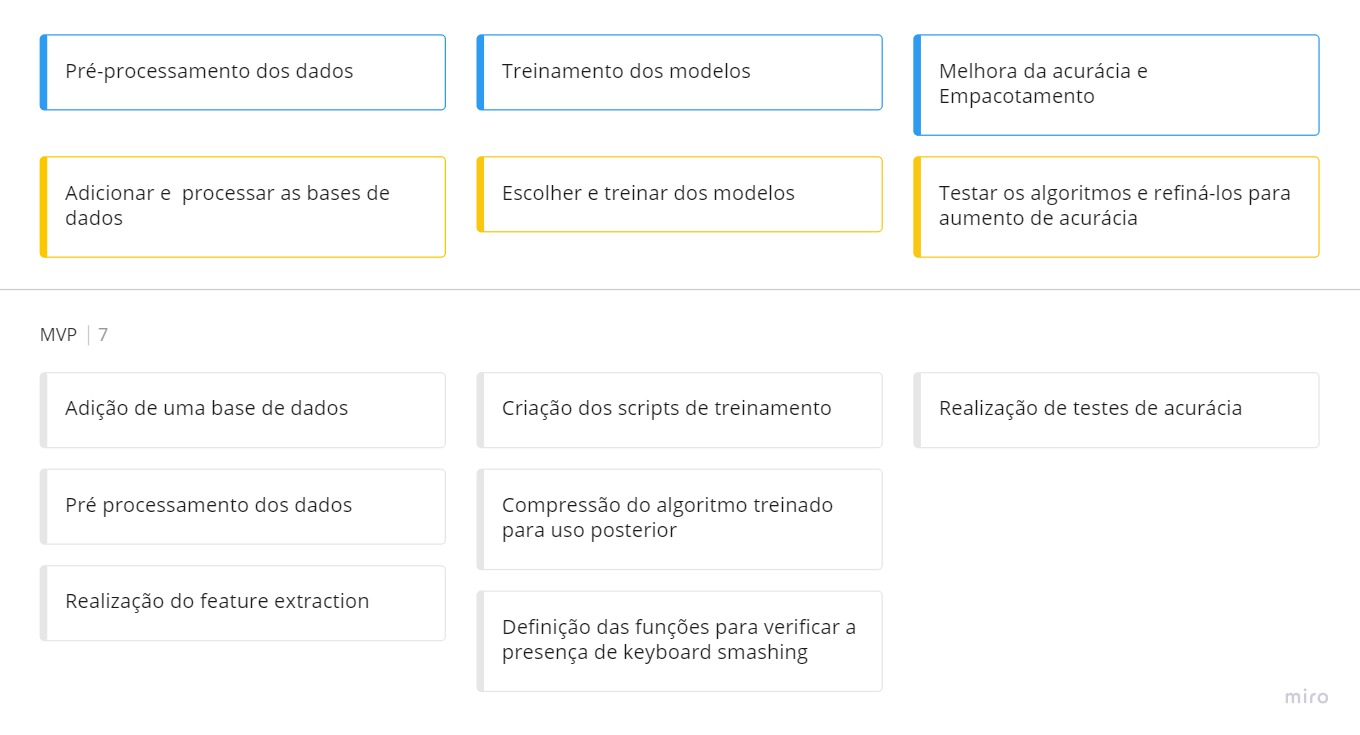 Pré-processamento dos dados
Treinamento dos modelos
Melhora da acurácia e
Empacotamento
Adicionar e  processar as bases de
dados
Escolher e treinar dos modelos
Testar os algoritmos e refiná-los para
aumento de acurácia
MVP | 7
Adição de uma base de dados
Criação dos scripts de treinamento
Realização de testes de acurácia
Pré processamento dos dados
Compressão do algoritmo treinado
para uso posterior
Realização do feature extraction
Definição das funções para verificar a
presença de keyboard smashing
miro